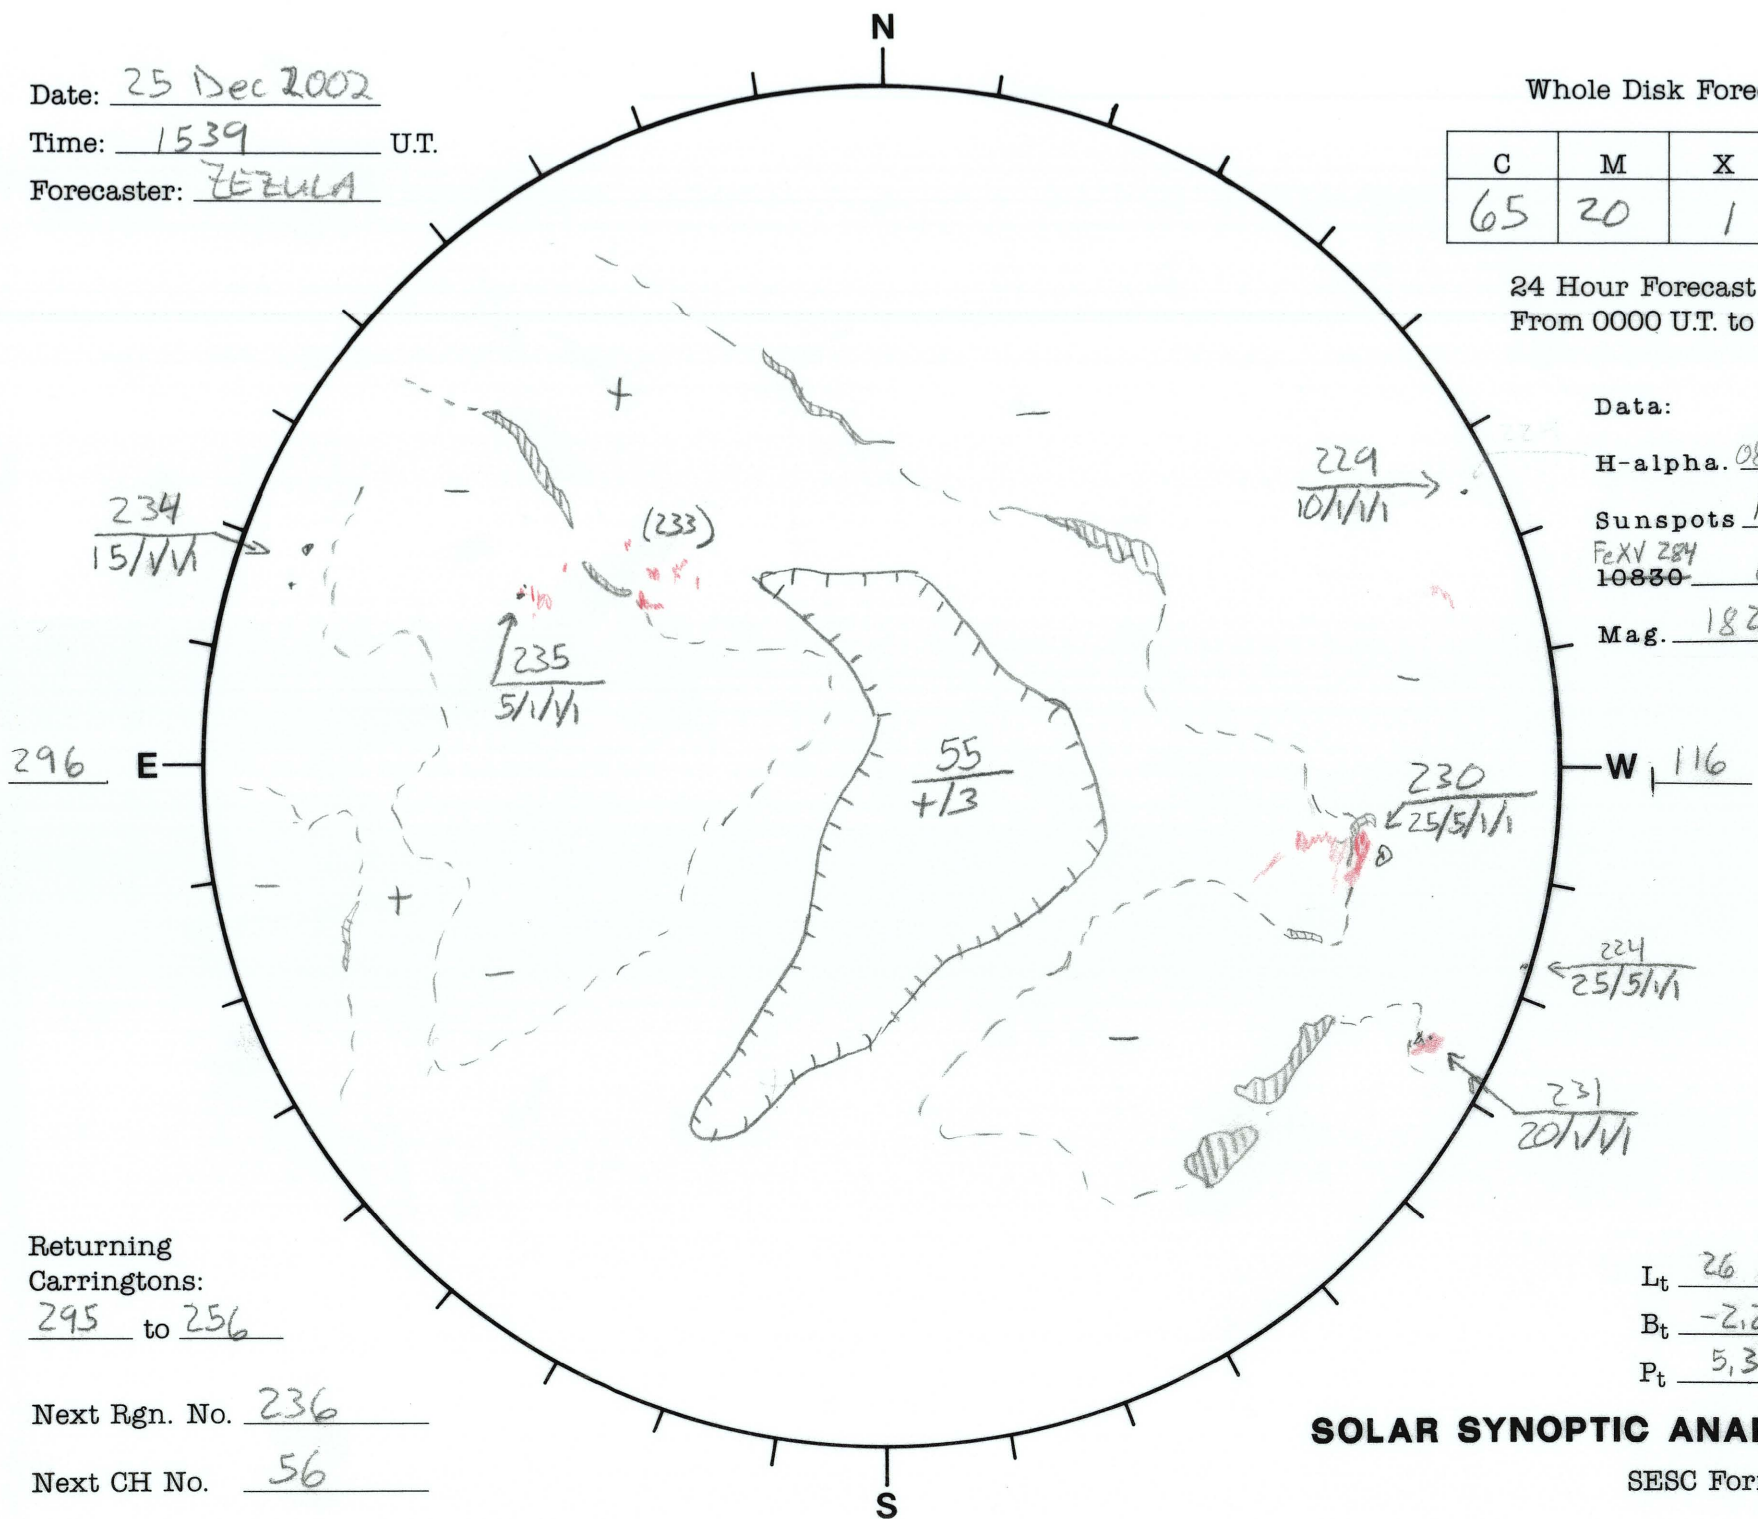 N
Date: 25 Dec 2002
Time: 1539 U.T.
Forecaster: ZEZULA
Whole Disk Fore
C M X
65 20 1
24 Hour Forecast
From 0000 U.T. to
Data:
H-alpha.
Sunspots
FeXV 284
10830
Mag. 182
229
10/1/1/1
234
15/1/1/1
(233)
235
5/1/1/1
+
-
-
-
296 E
W 116
55
+/3
230
25/5/1/1
-
+
-
-
224
25/5/1/1
231
20/1/1/1
Returning
Carringtons:
295 to 256
Next Rgn. No. 236
Next CH No. 56
Lt 26
Bt -2.2
Pt 5.3
SOLAR SYNOPTIC ANA
SESC For
S